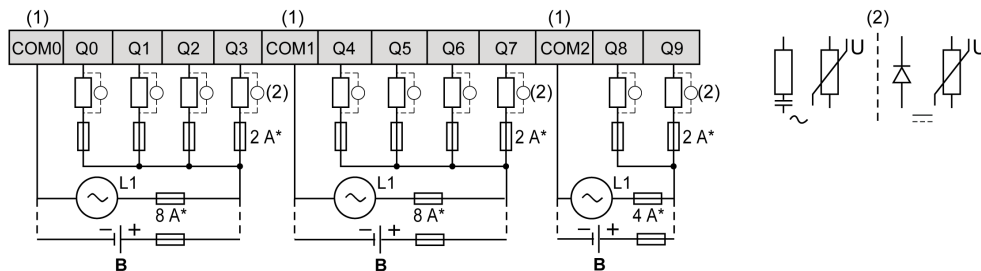 (1) (1) (1) (2)
COM0 Q0 Q1 Q2 Q3 COM1 Q4 Q5 Q6 Q7 COM2 Q8 Q9
U U
(2) (2) (2)
2 A* 2 A* 2 A*
L1 L1 L1
8 A* 8 A* 4 A*
− + − + − +
B B B